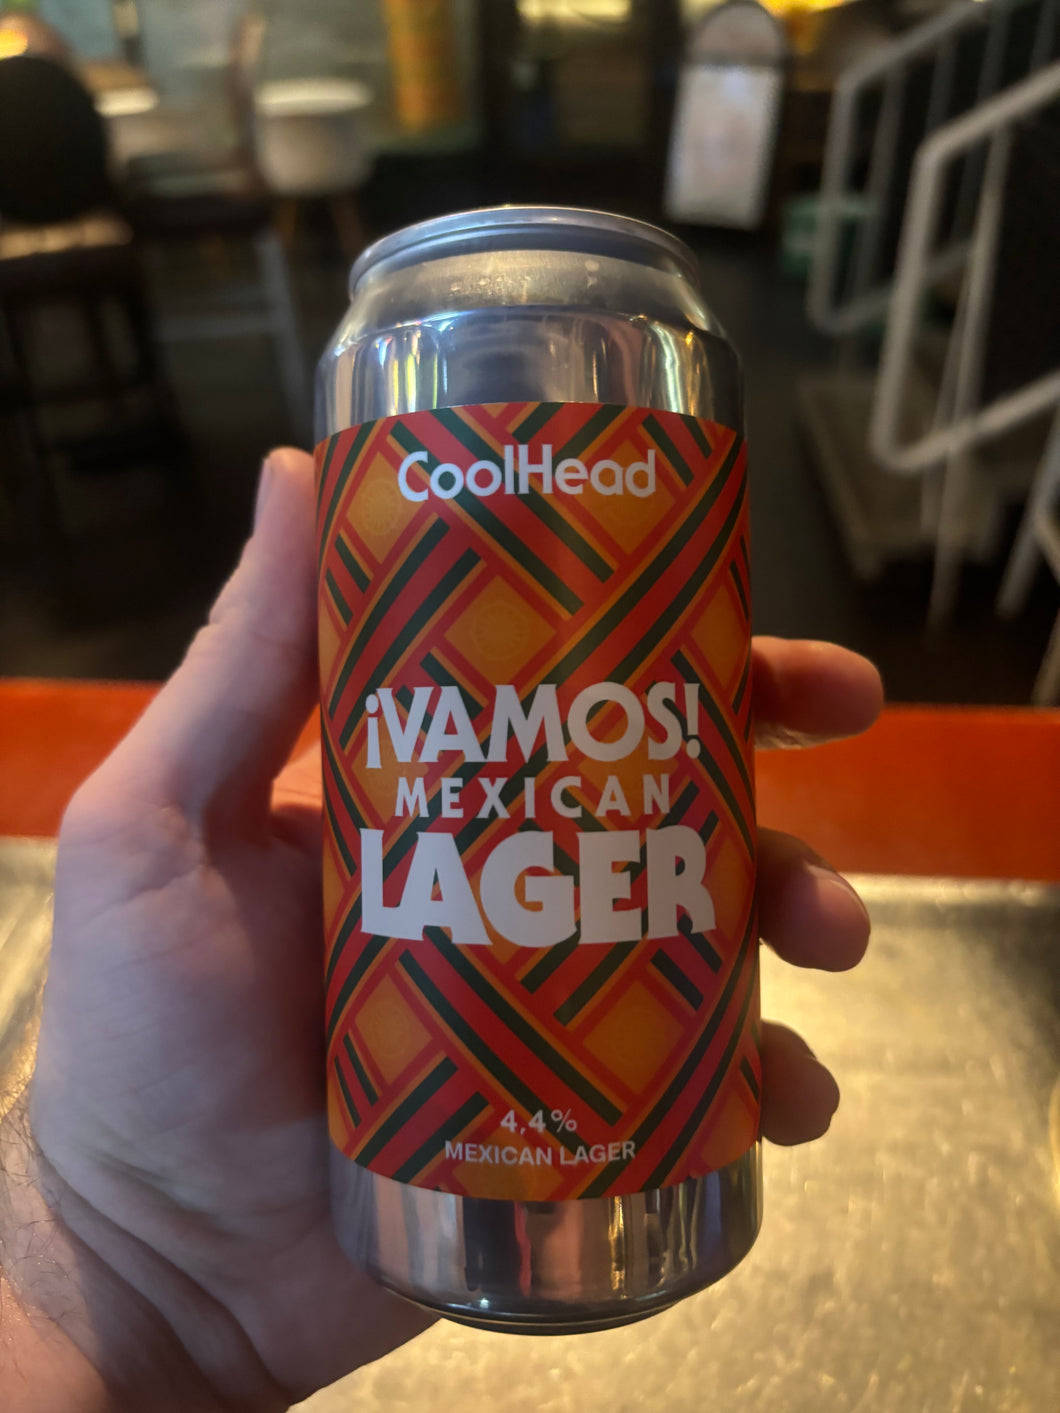 CoolHead
¡VAMOS!
MEXICAN
LAGER
4,4%
MEXICAN LAGER